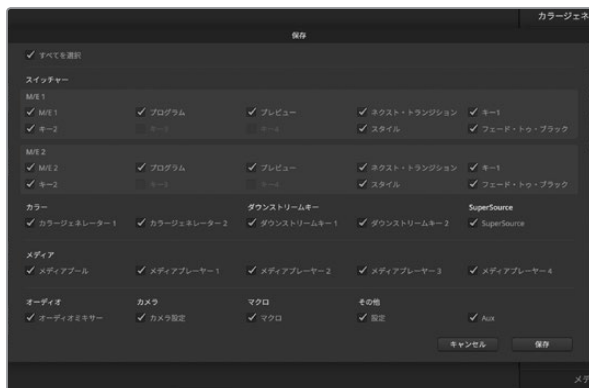 カラージェネ
保存
すべてを選択
スイッチャー
M/E 1
M/E 1 プログラム プレビュー ネクスト・トランジション キー1
キー2 キー3 キー4 スタイル フェード・トゥ・ブラック
M/E 2
M/E 2 プログラム プレビュー ネクスト・トランジション キー1
キー2 キー3 キー4 スタイル フェード・トゥ・ブラック
カラー ダウンストリームキー SuperSource
カラージェネレーター 1 カラージェネレーター 2 ダウンストリームキー 1 ダウンストリームキー 2 SuperSource
メディア
メディアプール メディアプレーヤー 1 メディアプレーヤー 2 メディアプレーヤー 3 メディアプレーヤー 4
オーディオ カメラ マクロ その他
オーディオミキサー カメラ設定 マクロ 設定 Aux
キャンセル 保存
メデ